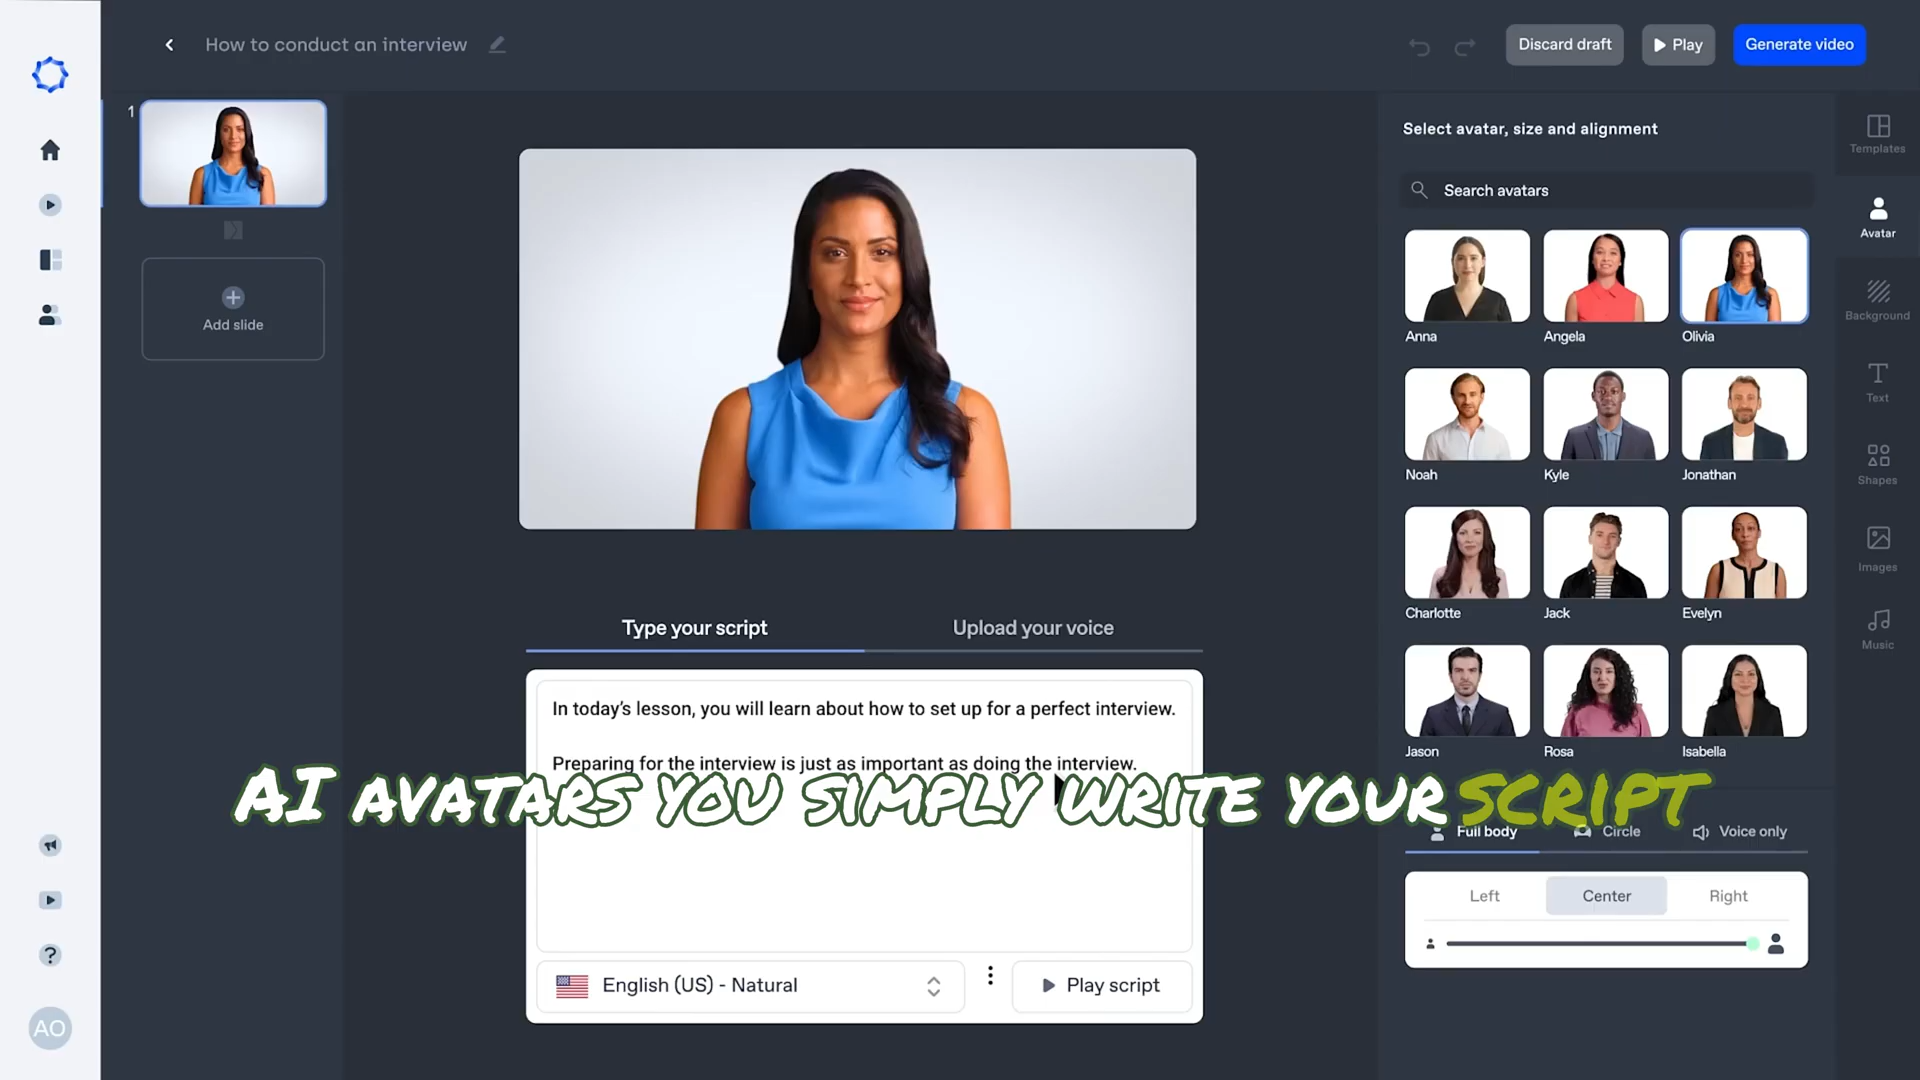 How to conduct an interview
Discard draft
Play
Generate video
1
Add slide
Type your script
Upload your voice
In today's lesson, you will learn about how to set up for a perfect interview.
Preparing for the interview is just as important as doing the interview.
AI AVATARS YOU SIMPLY WRITE YOUR SCRIPT
English (US) - Natural
Play script
Select avatar, size and alignment
Search avatars
Anna
Angela
Olivia
Noah
Kyle
Jonathan
Charlotte
Jack
Evelyn
Jason
Rosa
Isabella
Full body
Circle
Voice only
Left
Center
Right
Templates
Avatar
Background
Text
Shapes
Images
Music
?
AO